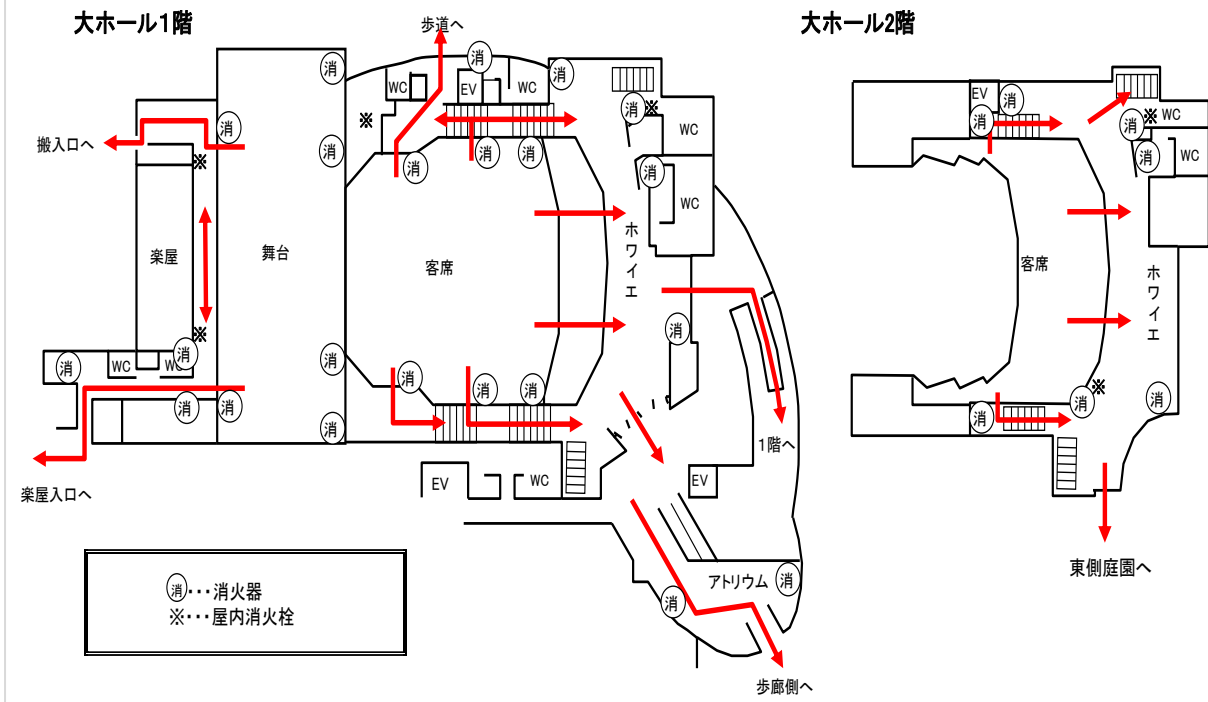 大ホール1階
歩道へ
消
消
消
WC
EV
WC
消
※
消
※
WC
搬入口へ
※
消
消
消
消
消
WC
楽屋
舞台
客席
ホワイエ
※
消
消
消
WC
WC
消
消
消
消
消
消
消
1階へ
楽屋入口へ
EV
WC
EV
アトリウム
消
消
歩廊側へ
消・・・消火器
※・・・屋内消火栓
大ホール2階
EV
消
消
消
※
WC
消
WC
客席
ホワイエ
※
消
消
消
東側庭園へ